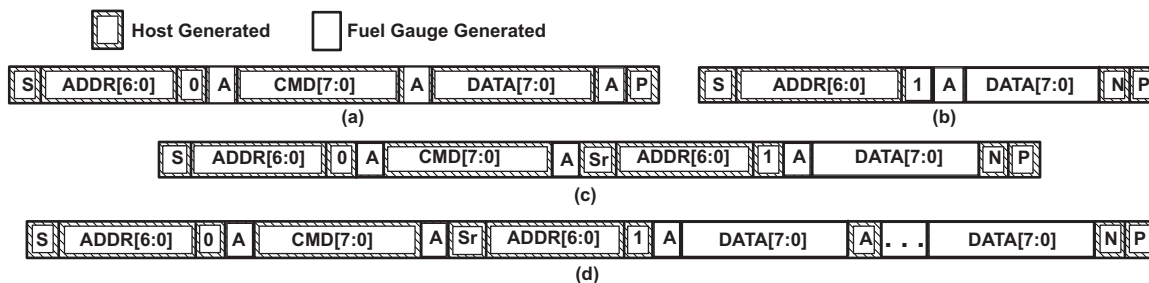 Host Generated Fuel Gauge Generated
S ADDR[6:0] 0 A CMD[7:0] A DATA[7:0] A P
(a)
S ADDR[6:0] 1 A DATA[7:0] N P
(b)
S ADDR[6:0] 0 A CMD[7:0] A Sr ADDR[6:0] 1 A DATA[7:0] N P
(c)
S ADDR[6:0] 0 A CMD[7:0] A Sr ADDR[6:0] 1 A DATA[7:0] A . . . DATA[7:0] N P
(d)